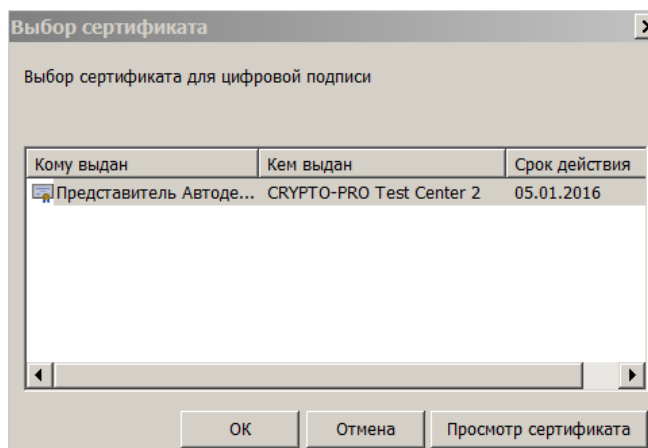 Выбор сертификата
Выбор сертификата для цифровой подписи
Кому выдан Кем выдан Срок действия
Представитель Автоде... CRYPTO-PRO Test Center 2 05.01.2016
ОК Отмена Просмотр сертификата